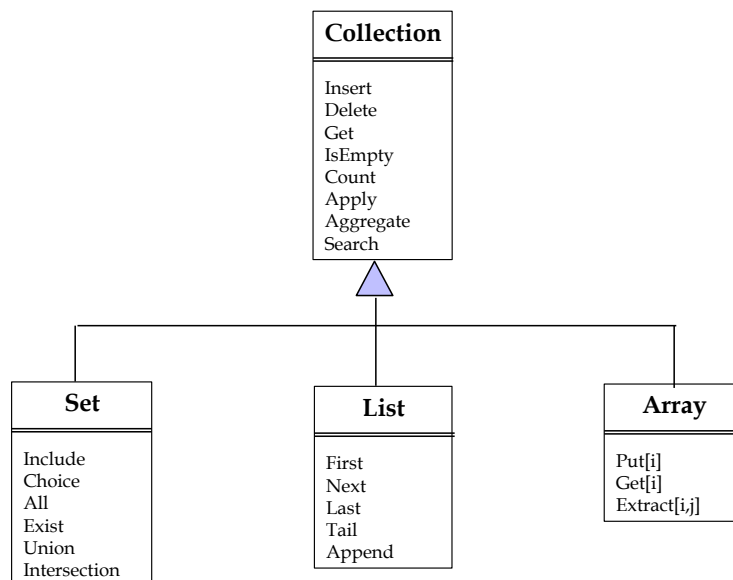 Collection
Insert
Delete
Get
IsEmpty
Count
Apply
Aggregate
Search
Set
Include
Choice
All
Exist
Union
Intersection
List
First
Next
Last
Tail
Append
Array
Put[i]
Get[i]
Extract[i,j]